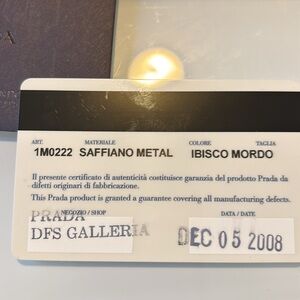 DA
ART. MATERIALE COLORE TAGLIA
1M0222 SAFFIANO METAL IBISCO MORDO
Il presente certificato di autenticità costituisce garanzia del prodotto Prada da
difetti originari di fabbricazione.
This Prada product is granted a guarantee covering all manufacturing defects.
NEGOZIO / SHOP DATA / DATE
PRADA
DFS GALLERIA DEC 05 2008